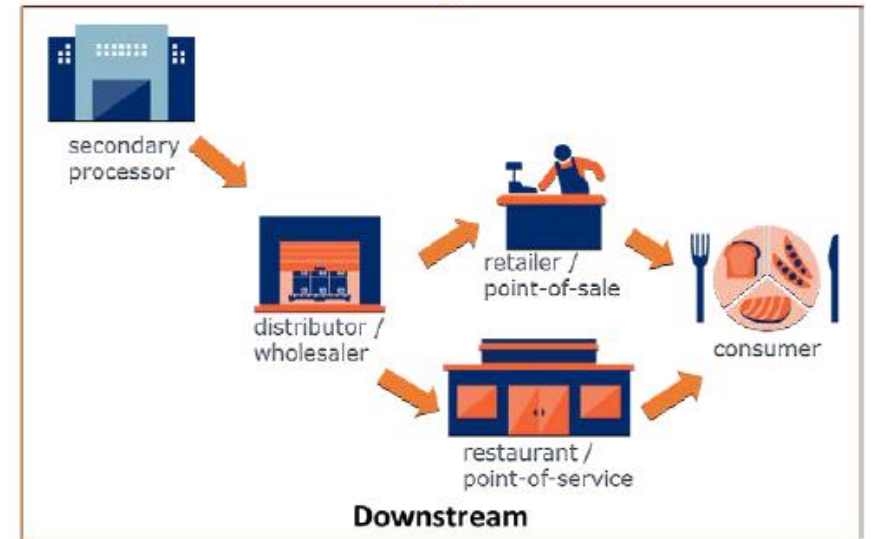 secondary
processor
retailer /
point-of-sale
distributor /
wholesaler
consumer
restaurant /
point-of-service
Downstream